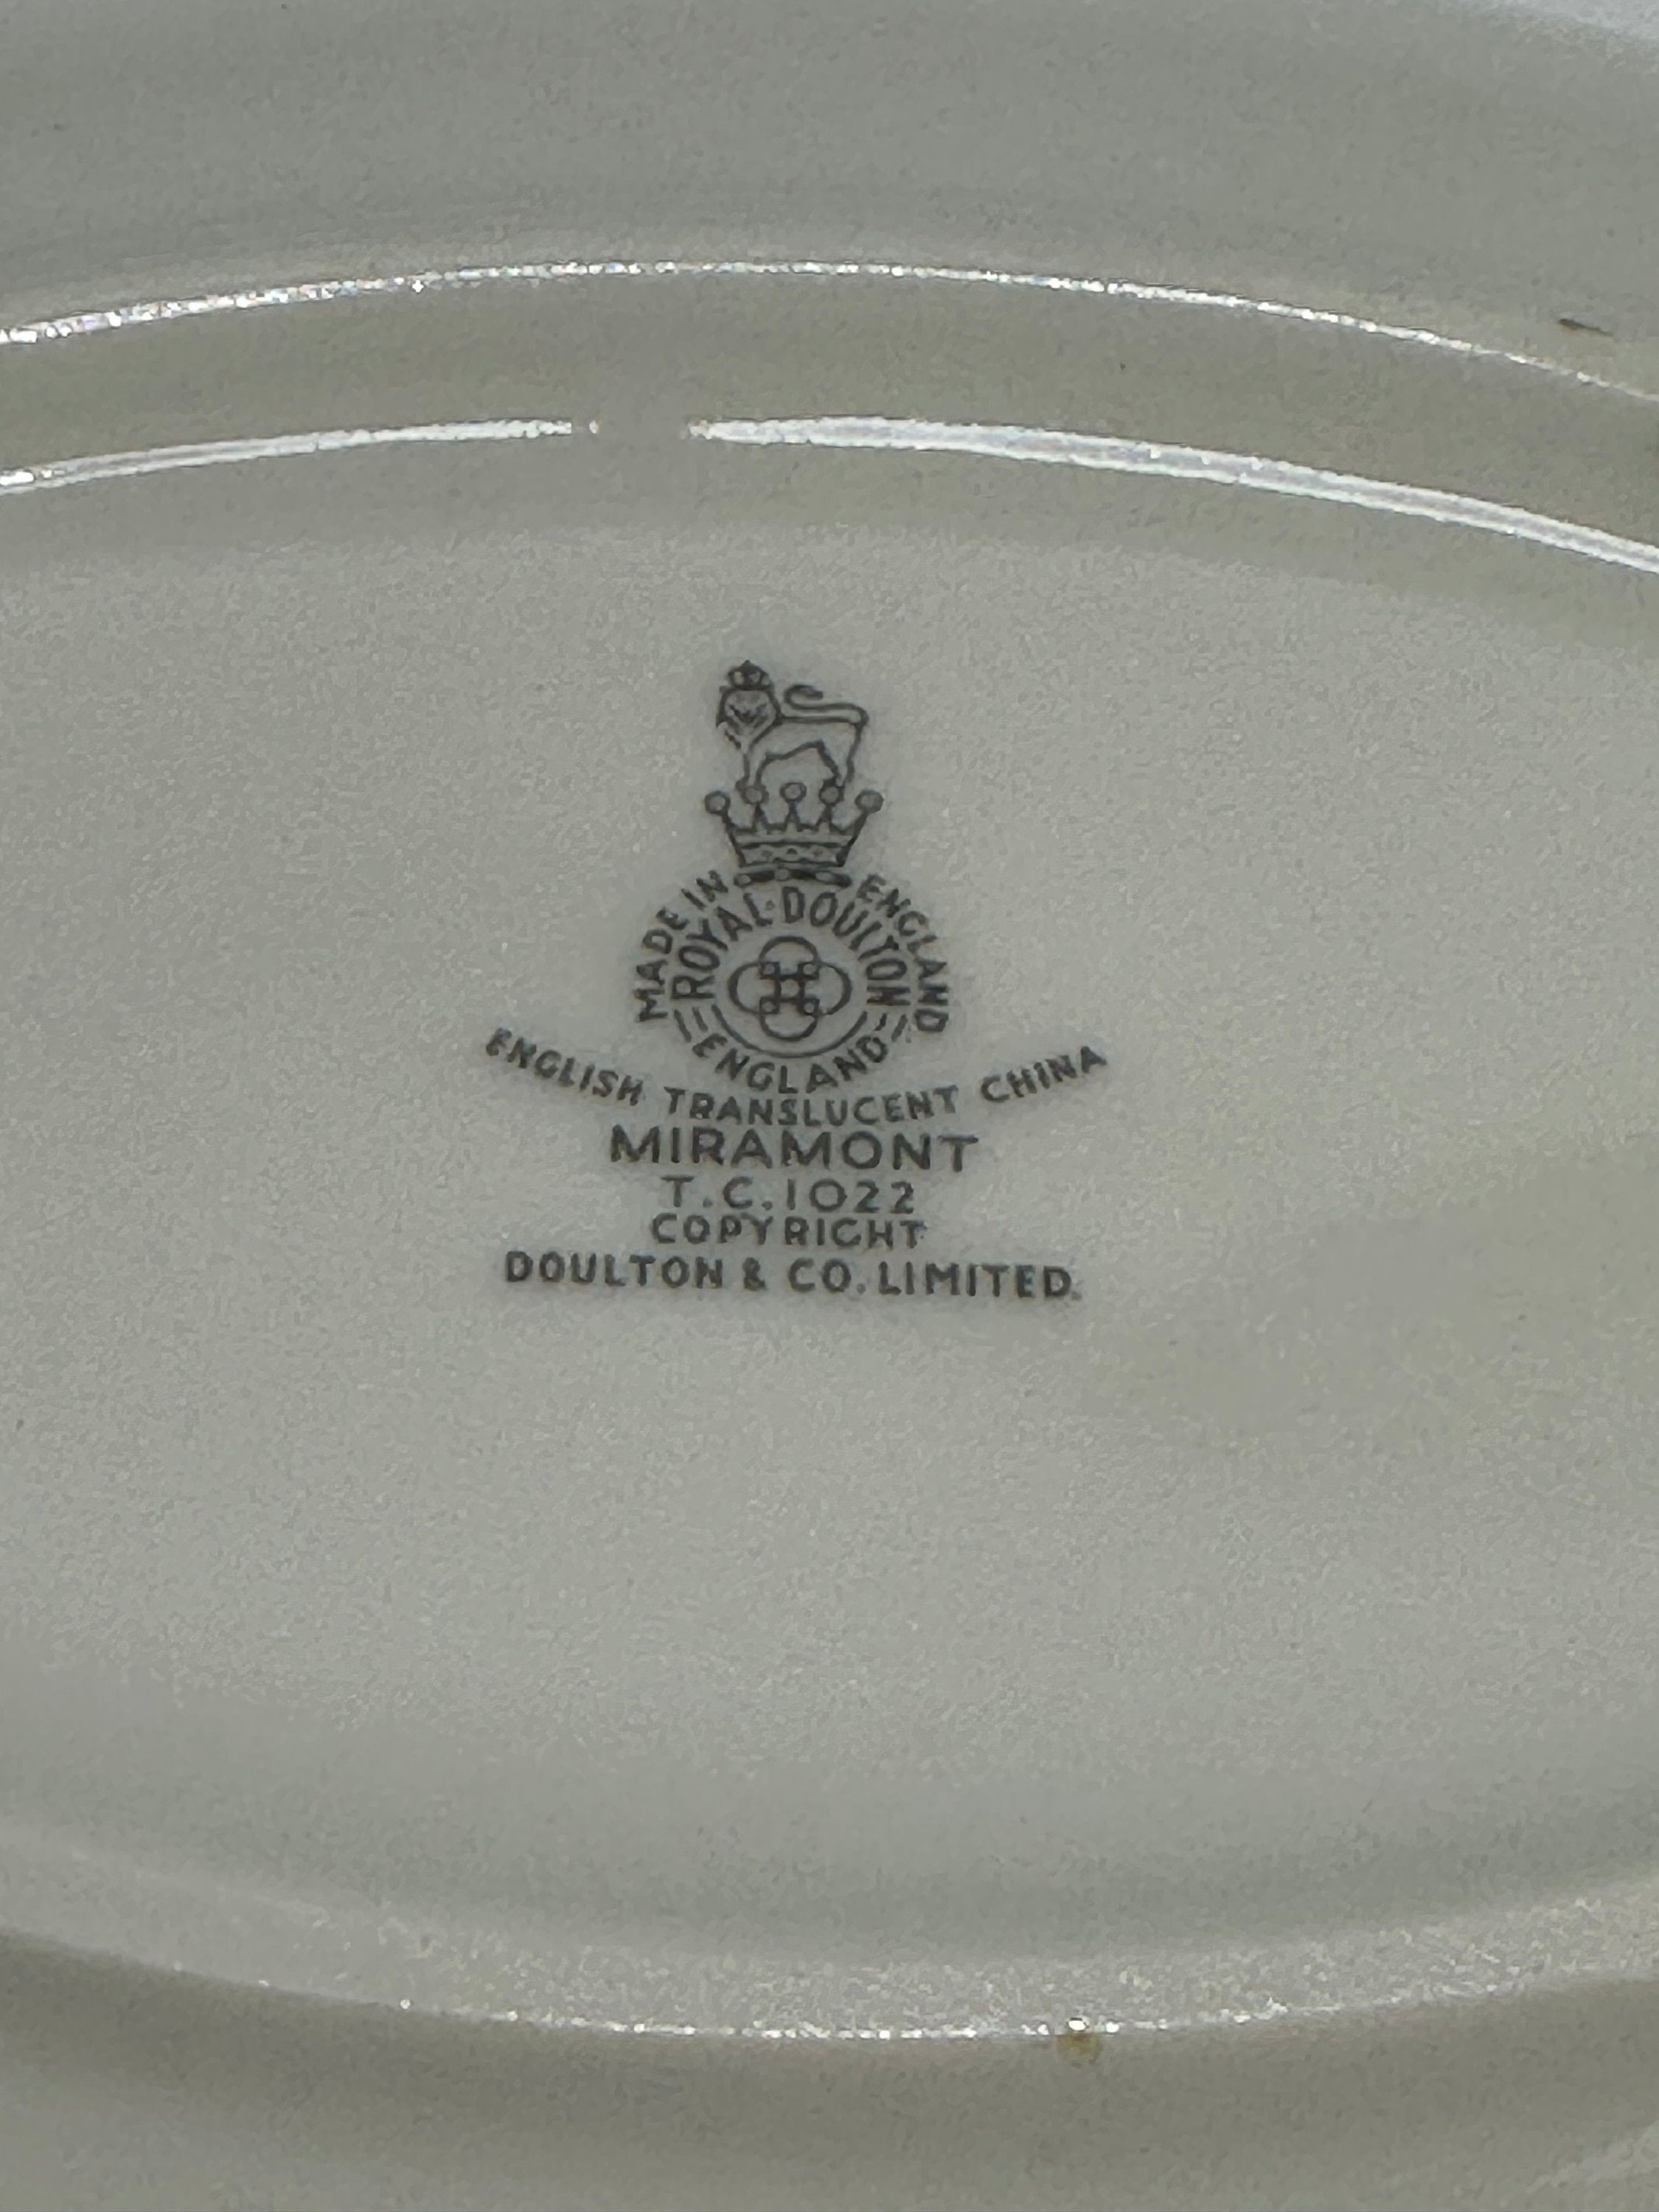 MADE IN ENGLAND
ROYAL·DOULTON
ENGLAND
ENGLISH TRANSLUCENT CHINA
MIRAMONT
T.C.1022
COPYRIGHT
DOULTON & CO. LIMITED.